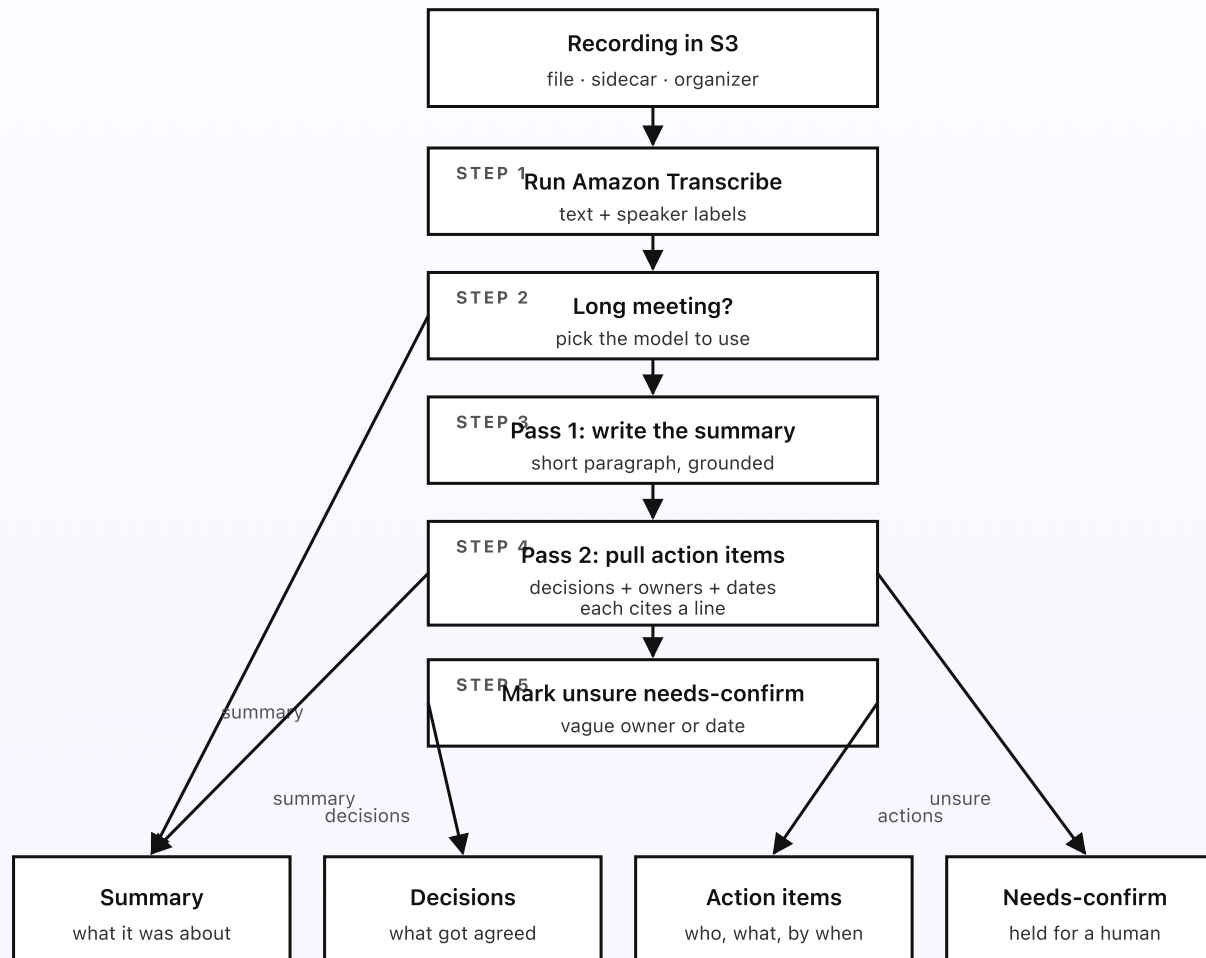 Recording in S3
file · sidecar · organizer
STEP 1
Run Amazon Transcribe
text + speaker labels
STEP 2
Long meeting?
pick the model to use
STEP 3
Pass 1: write the summary
short paragraph, grounded
STEP 4
Pass 2: pull action items
decisions + owners + dates
each cites a line
STEP 5
Mark unsure needs-confirm
vague owner or date
summary
summary
decisions
unsure
actions
Summary
what it was about
Decisions
what got agreed
Action items
who, what, by when
Needs-confirm
held for a human